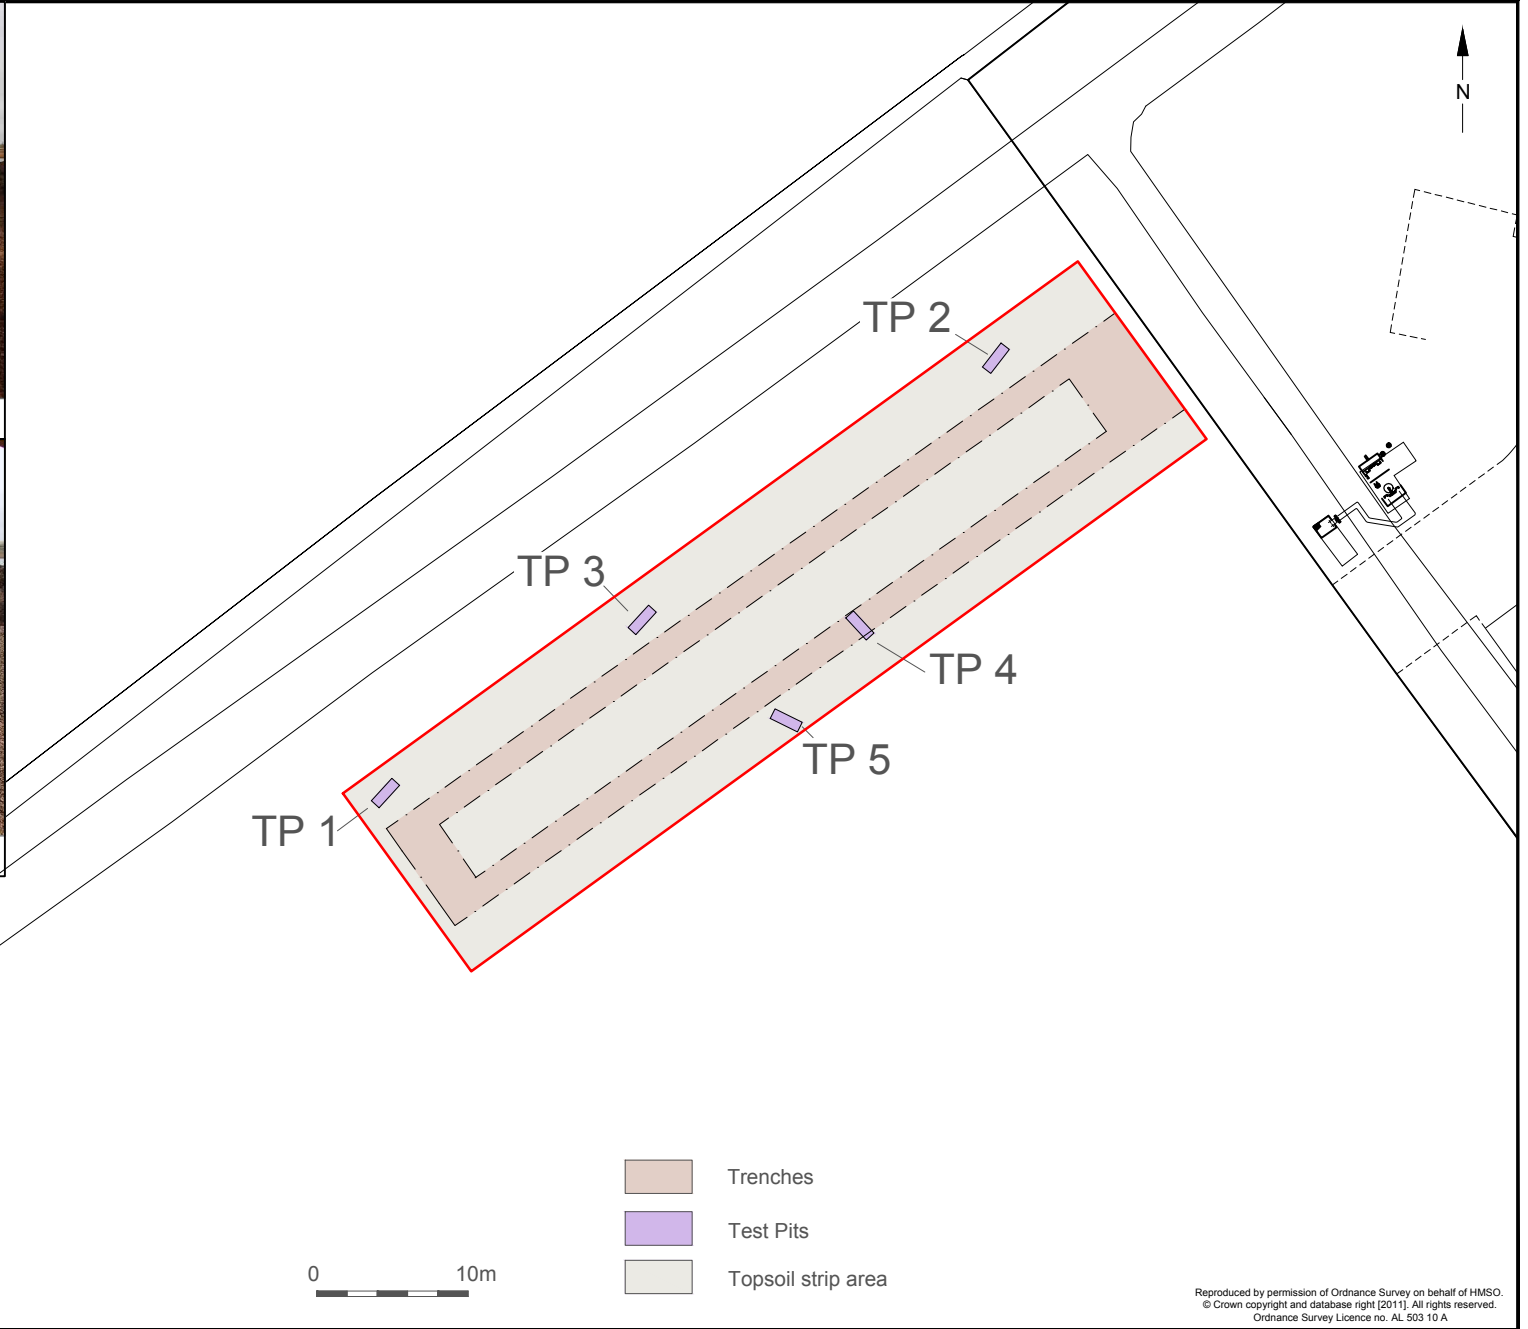 N
TP 2
TP 3
TP 4
TP 5
TP 1
Trenches
Test Pits
Topsoil strip area
0 10m
Reproduced by permission of Ordnance Survey on behalf of HMSO.
© Crown copyright and database right [2011]. All rights reserved.
Ordnance Survey Licence no. AL 503 10 A